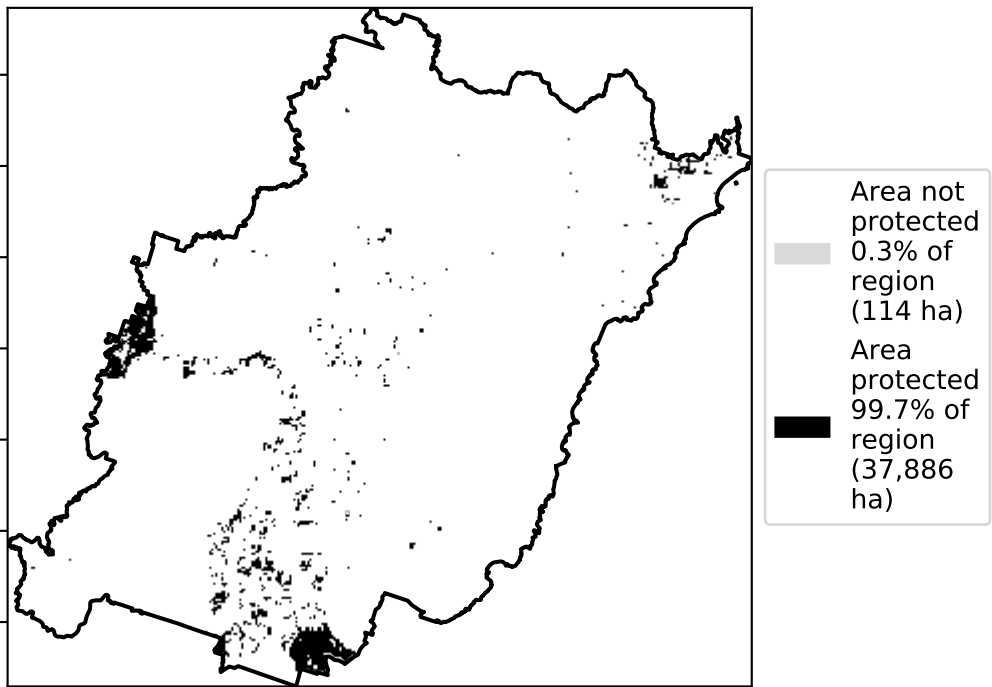 Area not
protected
0.3% of
region
(114 ha)
Area
protected
99.7% of
region
(37,886
ha)